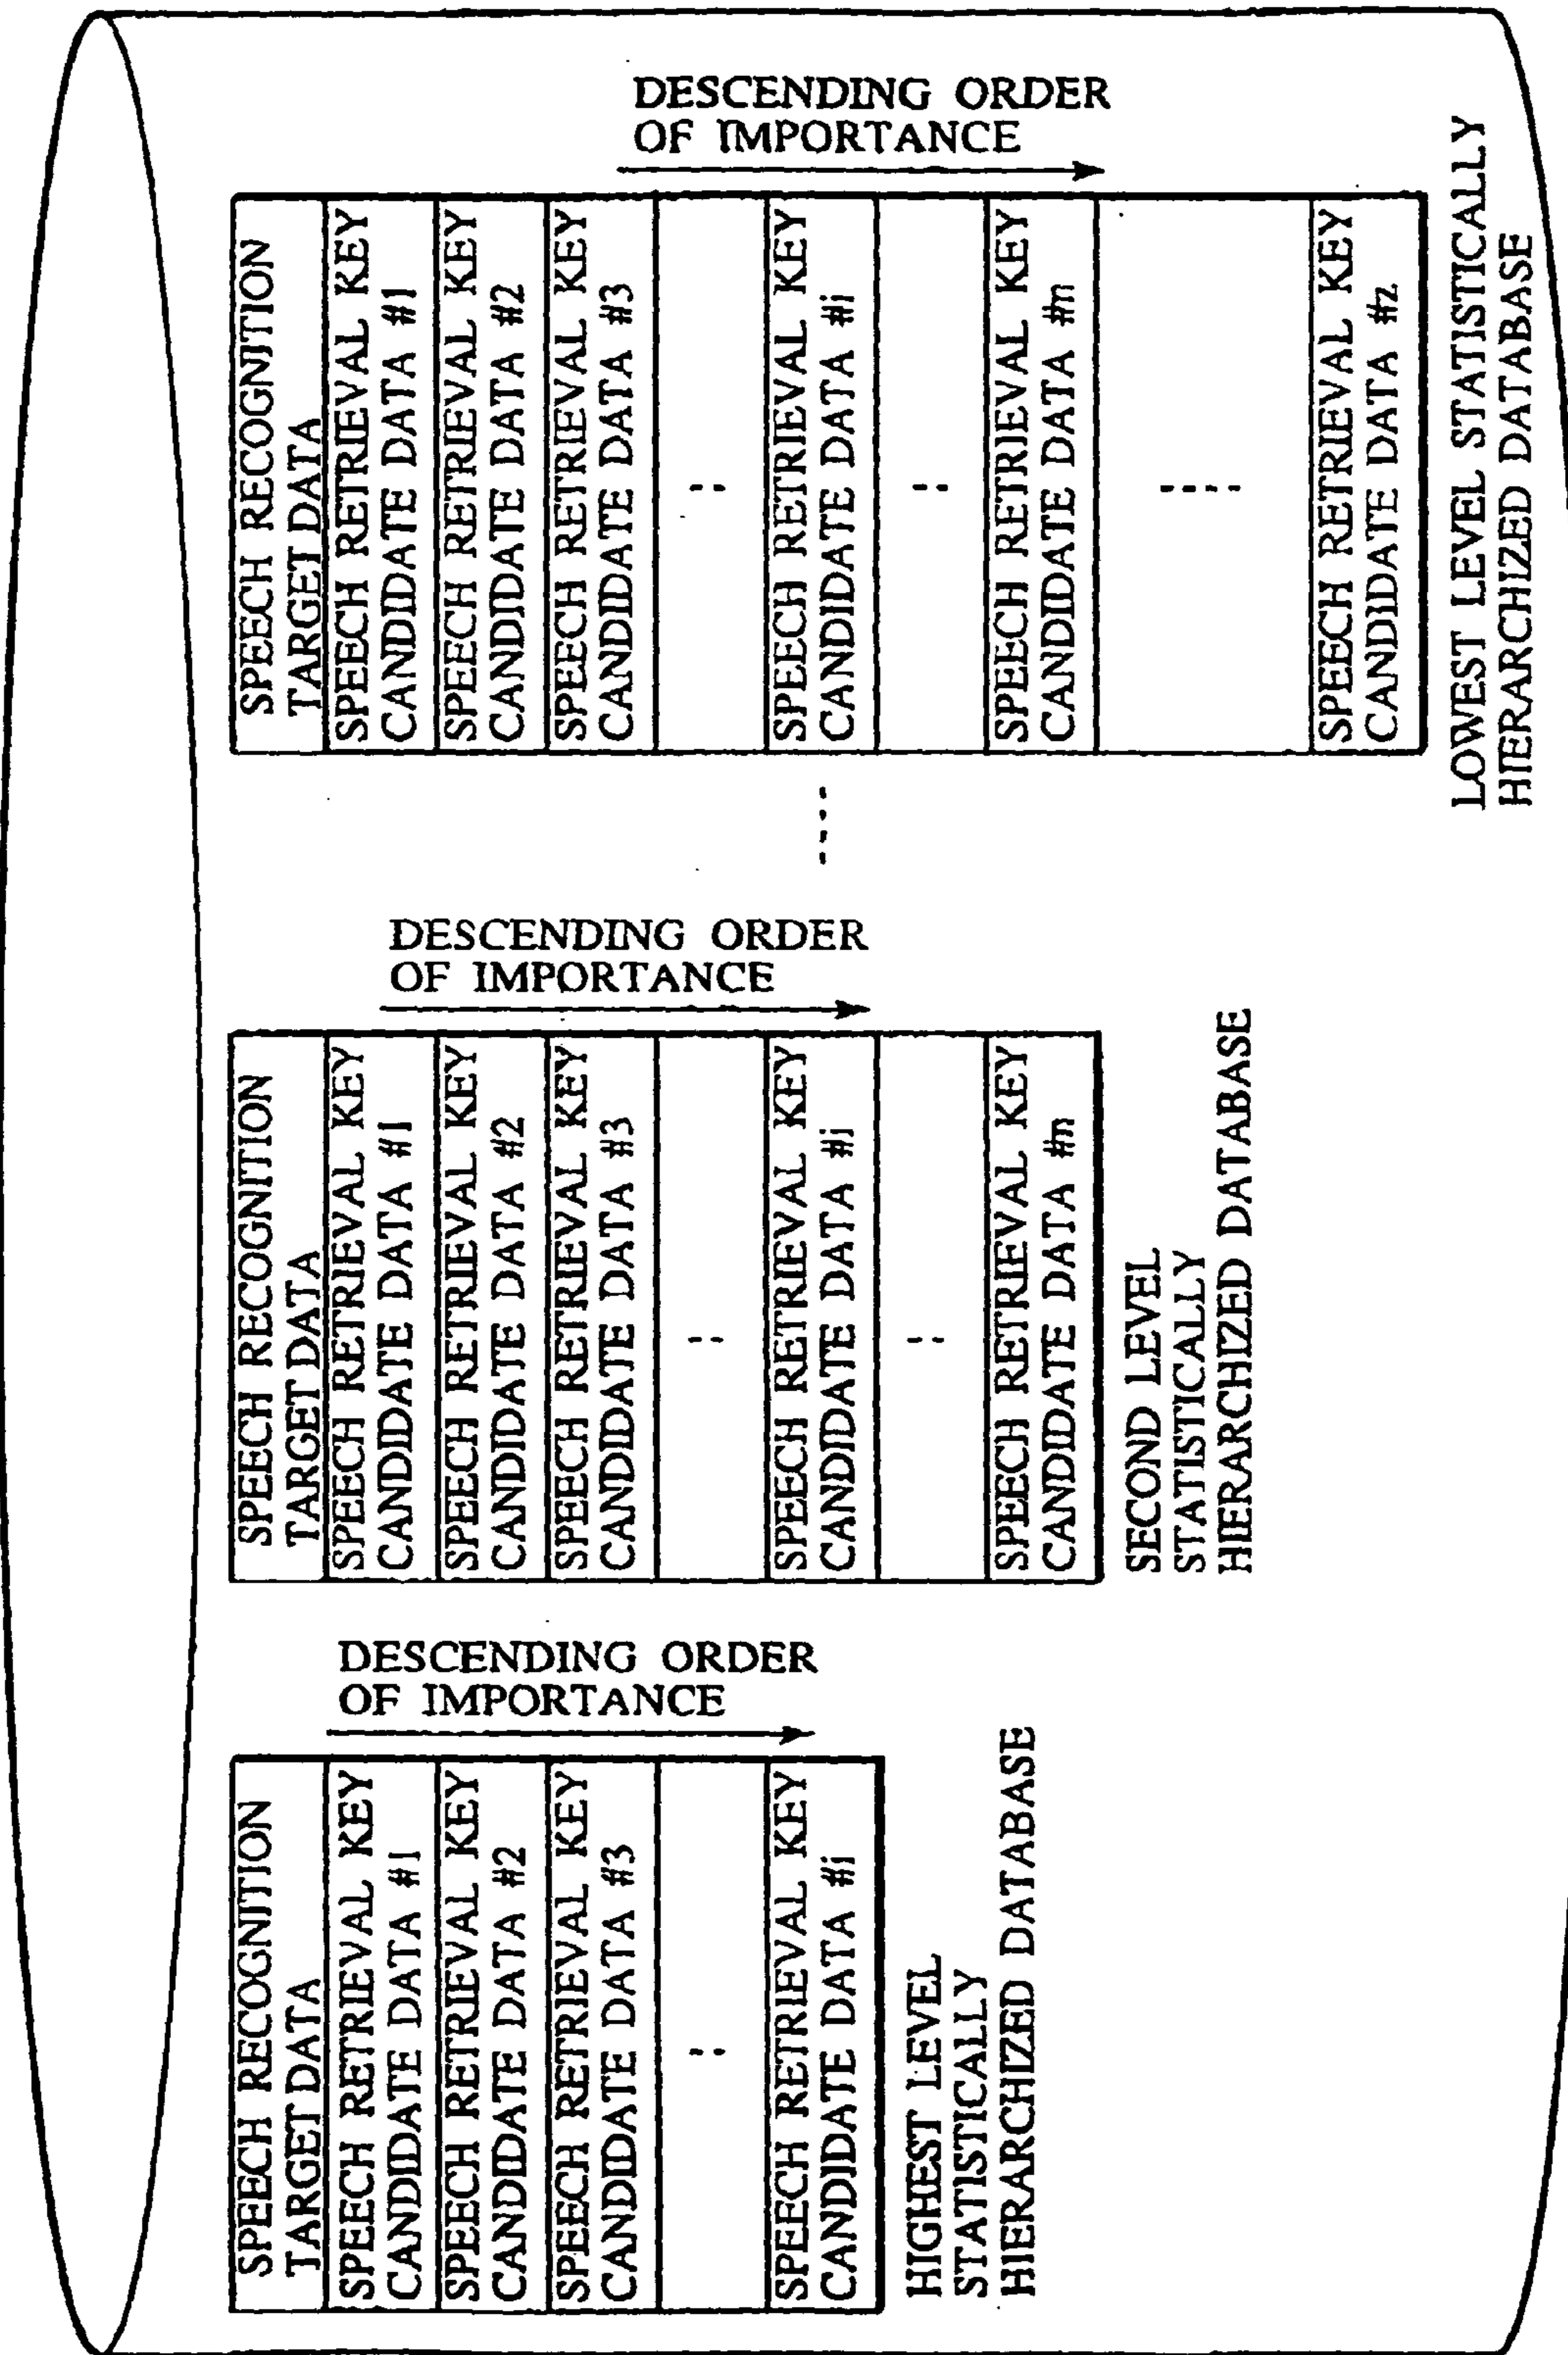 SPEECH RECOGNITION
TARGET DATA
SPEECH RETRIEVAL KEY
CANDIDATE DATA #1
SPEECH RETRIEVAL KEY
CANDIDATE DATA #2
SPEECH RETRIEVAL KEY
CANDIDATE DATA #3
SPEECH RETRIEVAL KEY
CANDIDATE DATA #i
HIGHEST LEVEL
STATISTICALLY
HIERARCHIZED DATABASE
DESCENDING ORDER
OF IMPORTANCE
SPEECH RECOGNITION
TARGET DATA
SPEECH RETRIEVAL KEY
CANDIDATE DATA #1
SPEECH RETRIEVAL KEY
CANDIDATE DATA #2
SPEECH RETRIEVAL KEY
CANDIDATE DATA #3
SPEECH RETRIEVAL KEY
CANDIDATE DATA #i
SPEECH RETRIEVAL KEY
CANDIDATE DATA #m
SECOND LEVEL
STATISTICALLY
HIERARCHIZED DATABASE
DESCENDING ORDER
OF IMPORTANCE
SPEECH RECOGNITION
TARGET DATA
SPEECH RETRIEVAL KEY
CANDIDATE DATA #1
SPEECH RETRIEVAL KEY
CANDIDATE DATA #2
SPEECH RETRIEVAL KEY
CANDIDATE DATA #3
SPEECH RETRIEVAL KEY
CANDIDATE DATA #i
SPEECH RETRIEVAL KEY
CANDIDATE DATA #m
SPEECH RETRIEVAL KEY
CANDIDATE DATA #z
LOWEST LEVEL STATISTICALLY
HIERARCHIZED DATABASE
DESCENDING ORDER
OF IMPORTANCE